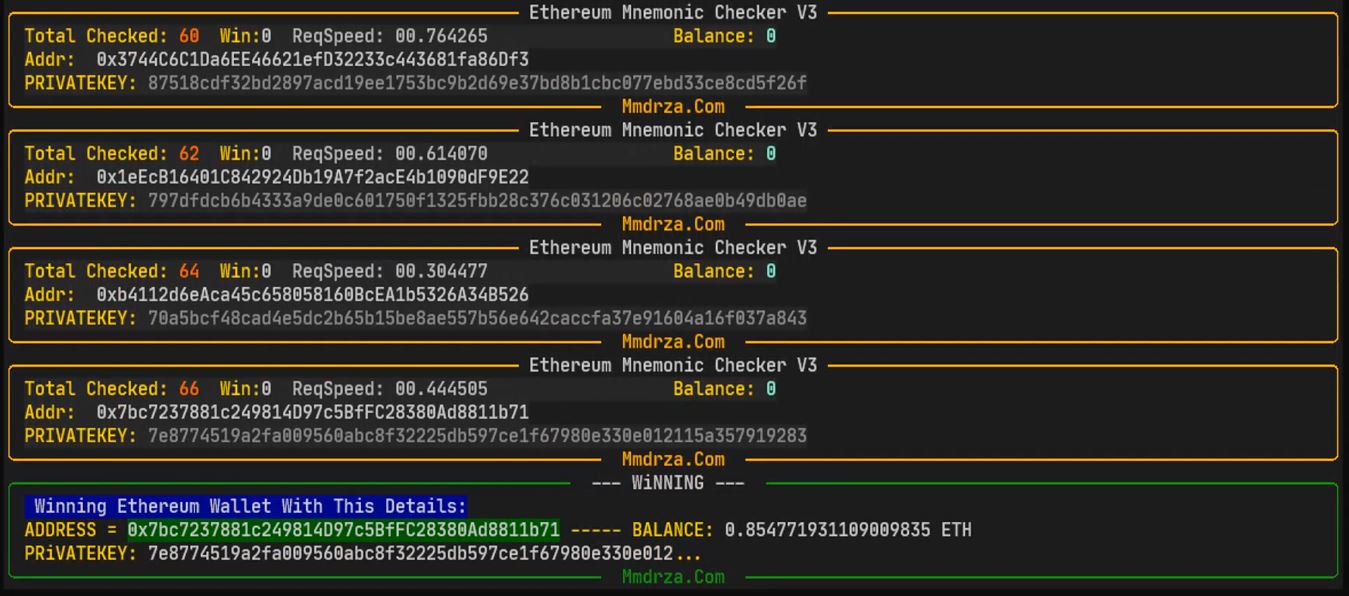 Ethereum Mnemonic Checker V3
Total Checked: 60 Win:0 ReqSpeed: 00.764265 Balance: 0
Addr: 0x3744C6C1Da6EE46621efD32233c443681fa86Df3
PRIVATEKEY: 87518cdf32bd2897acd19ee1753bc9b2d69e37bd8b1cbc077ebd33ce8cd5f26f
Mmdrza.Com
Ethereum Mnemonic Checker V3
Total Checked: 62 Win:0 ReqSpeed: 00.614070 Balance: 0
Addr: 0x1eEcB16401C842924Db19A7f2acE4b1090dF9E22
PRIVATEKEY: 797dfdcb6b4333a9de0c601750f1325fbb28c376c031206c02768ae0b49db0ae
Mmdrza.Com
Ethereum Mnemonic Checker V3
Total Checked: 64 Win:0 ReqSpeed: 00.304477 Balance: 0
Addr: 0xb4112d6eAca45c658058160BcEA1b5326A34B526
PRIVATEKEY: 70a5bcf48cad4e5dc2b65b15be8ae557b56e642caccfa37e91604a16f037a843
Mmdrza.Com
Ethereum Mnemonic Checker V3
Total Checked: 66 Win:0 ReqSpeed: 00.444505 Balance: 0
Addr: 0x7bc7237881c249814D97c5BfFC28380Ad8811b71
PRIVATEKEY: 7e8774519a2fa009560abc8f32225db597ce1f67980e330e012115a357919283
Mmdrza.Com
--- WiNNING ---
Winning Ethereum Wallet With This Details:
ADDRESS = 0x7bc7237881c249814D97c5BfFC28380Ad8811b71 ----- BALANCE: 0.854771931109009835 ETH
PRiVATEKEY: 7e8774519a2fa009560abc8f32225db597ce1f67980e330e012...
Mmdrza.Com